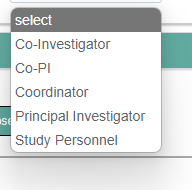 select
Co-Investigator
Co-PI
Coordinator
Principal Investigator
Study Personnel